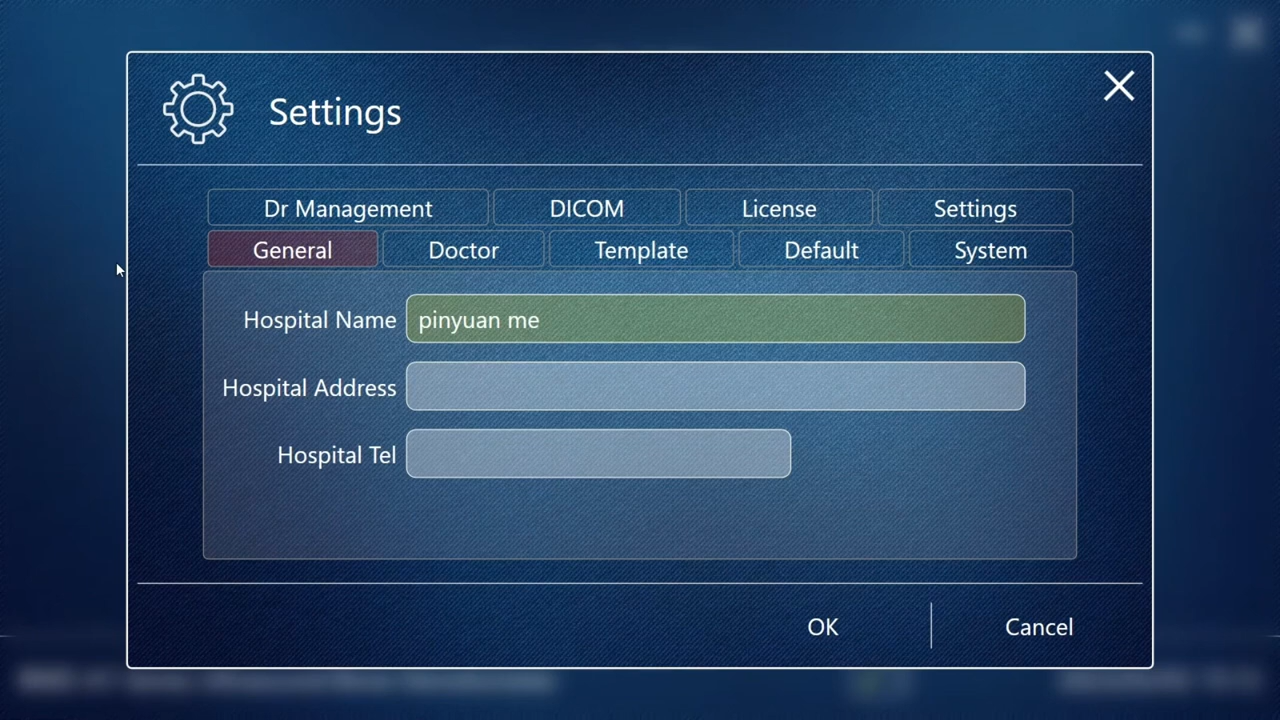 Settings
Dr Management DICOM License Settings
General Doctor Template Default System
Hospital Name pinyuan me
Hospital Address
Hospital Tel
OK Cancel